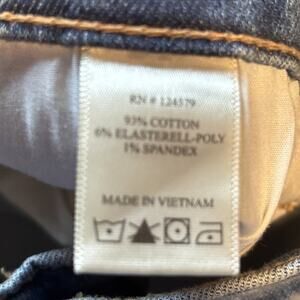 RN # 124579
93% COTTON
6% ELASTERELL-POLY
1% SPANDEX
MADE IN VIETNAM